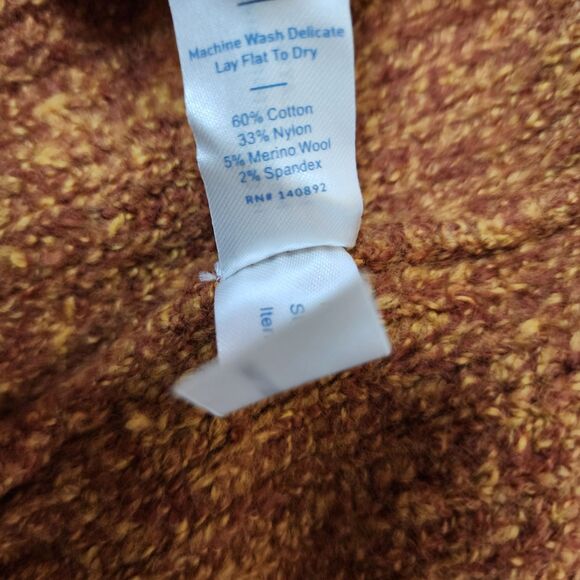 Machine Wash Delicate
Lay Flat To Dry
60% Cotton
33% Nylon
5% Merino Wool
2% Spandex
RN# 140892